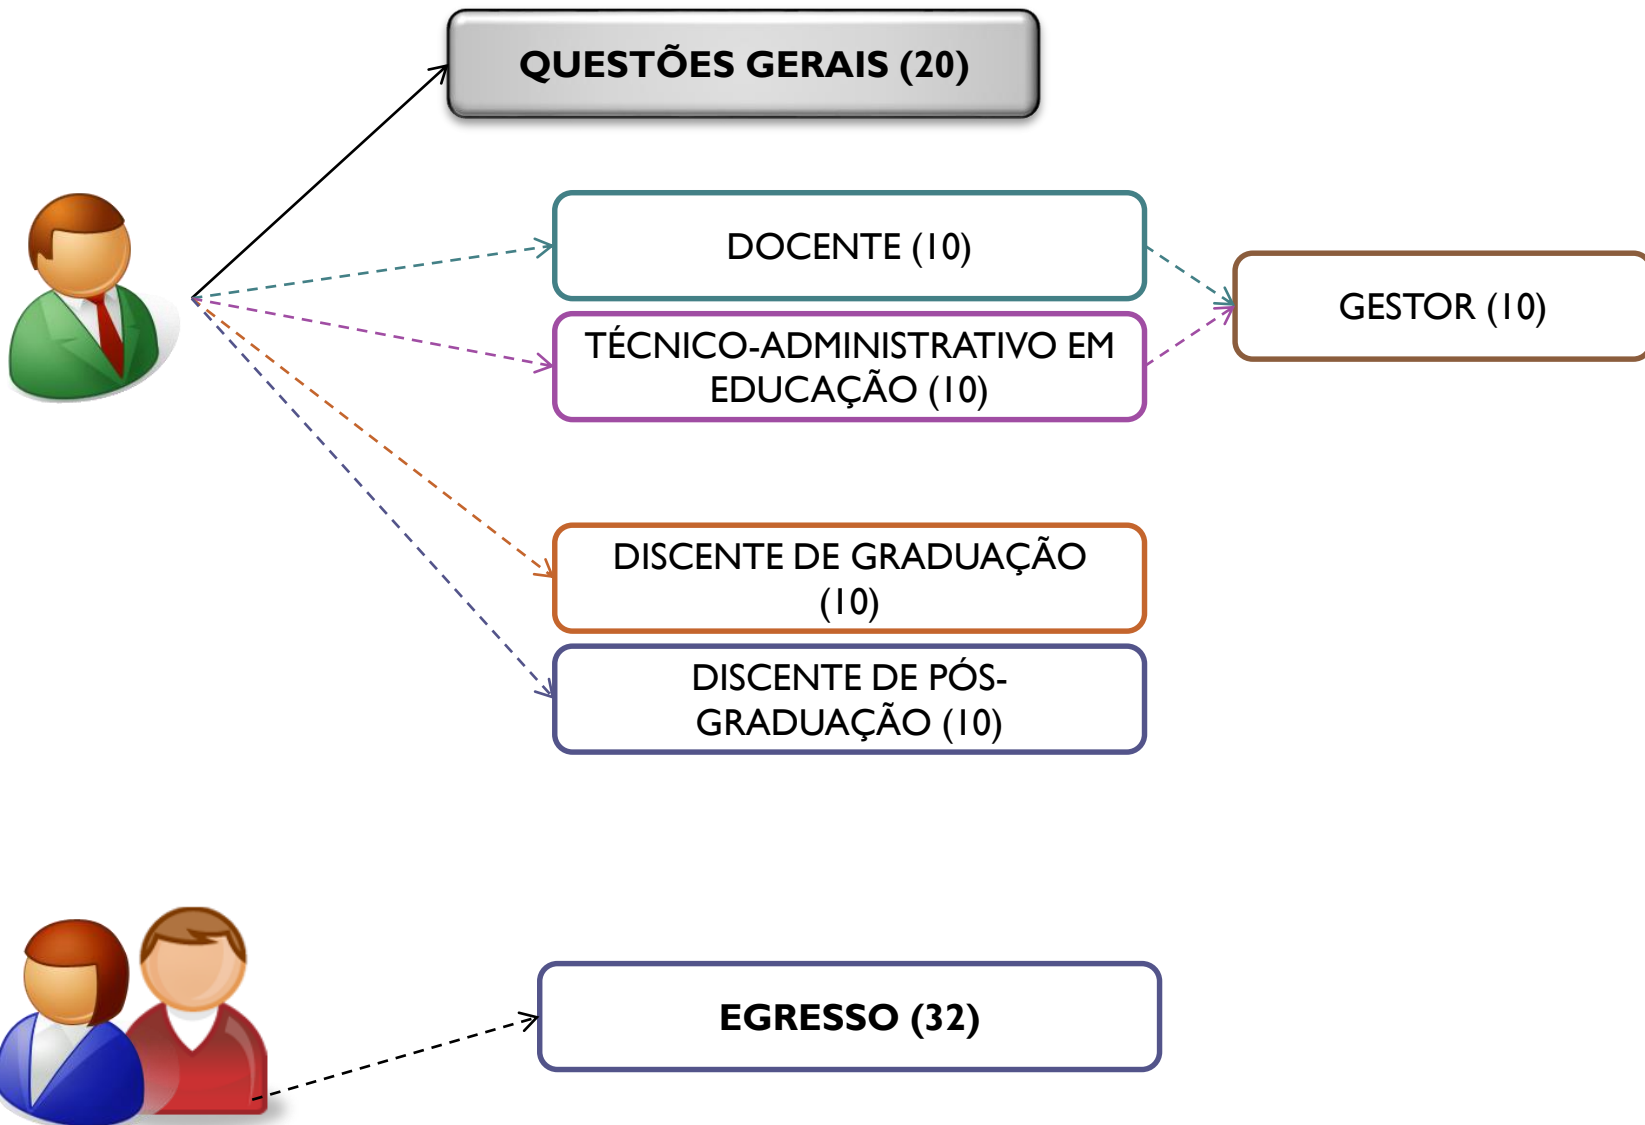 QUESTÕES GERAIS (20)
DOCENTE (10)
TÉCNICO-ADMINISTRATIVO EM
EDUCAÇÃO (10)
GESTOR (10)
DISCENTE DE GRADUAÇÃO
(10)
DISCENTE DE PÓS-
GRADUAÇÃO (10)
EGRESSO (32)